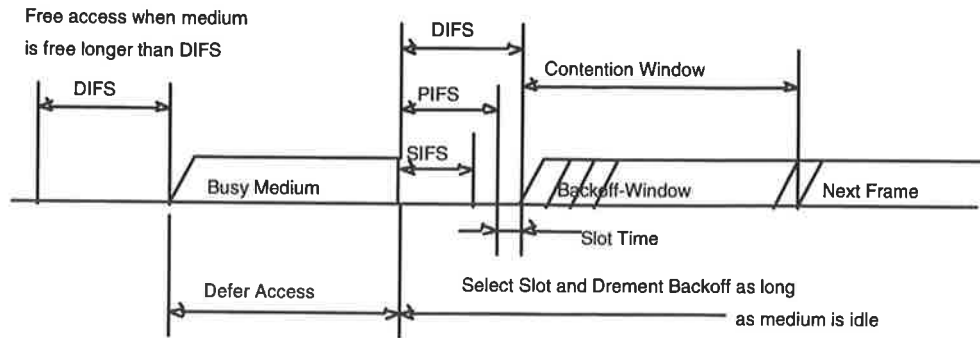 Free access when medium
is free longer than DIFS
DIFS
DIFS
Contention Window
PIFS
SIFS
Busy Medium
Backoff-Window
Next Frame
Slot Time
Defer Access
Select Slot and Drement Backoff as long
as medium is idle